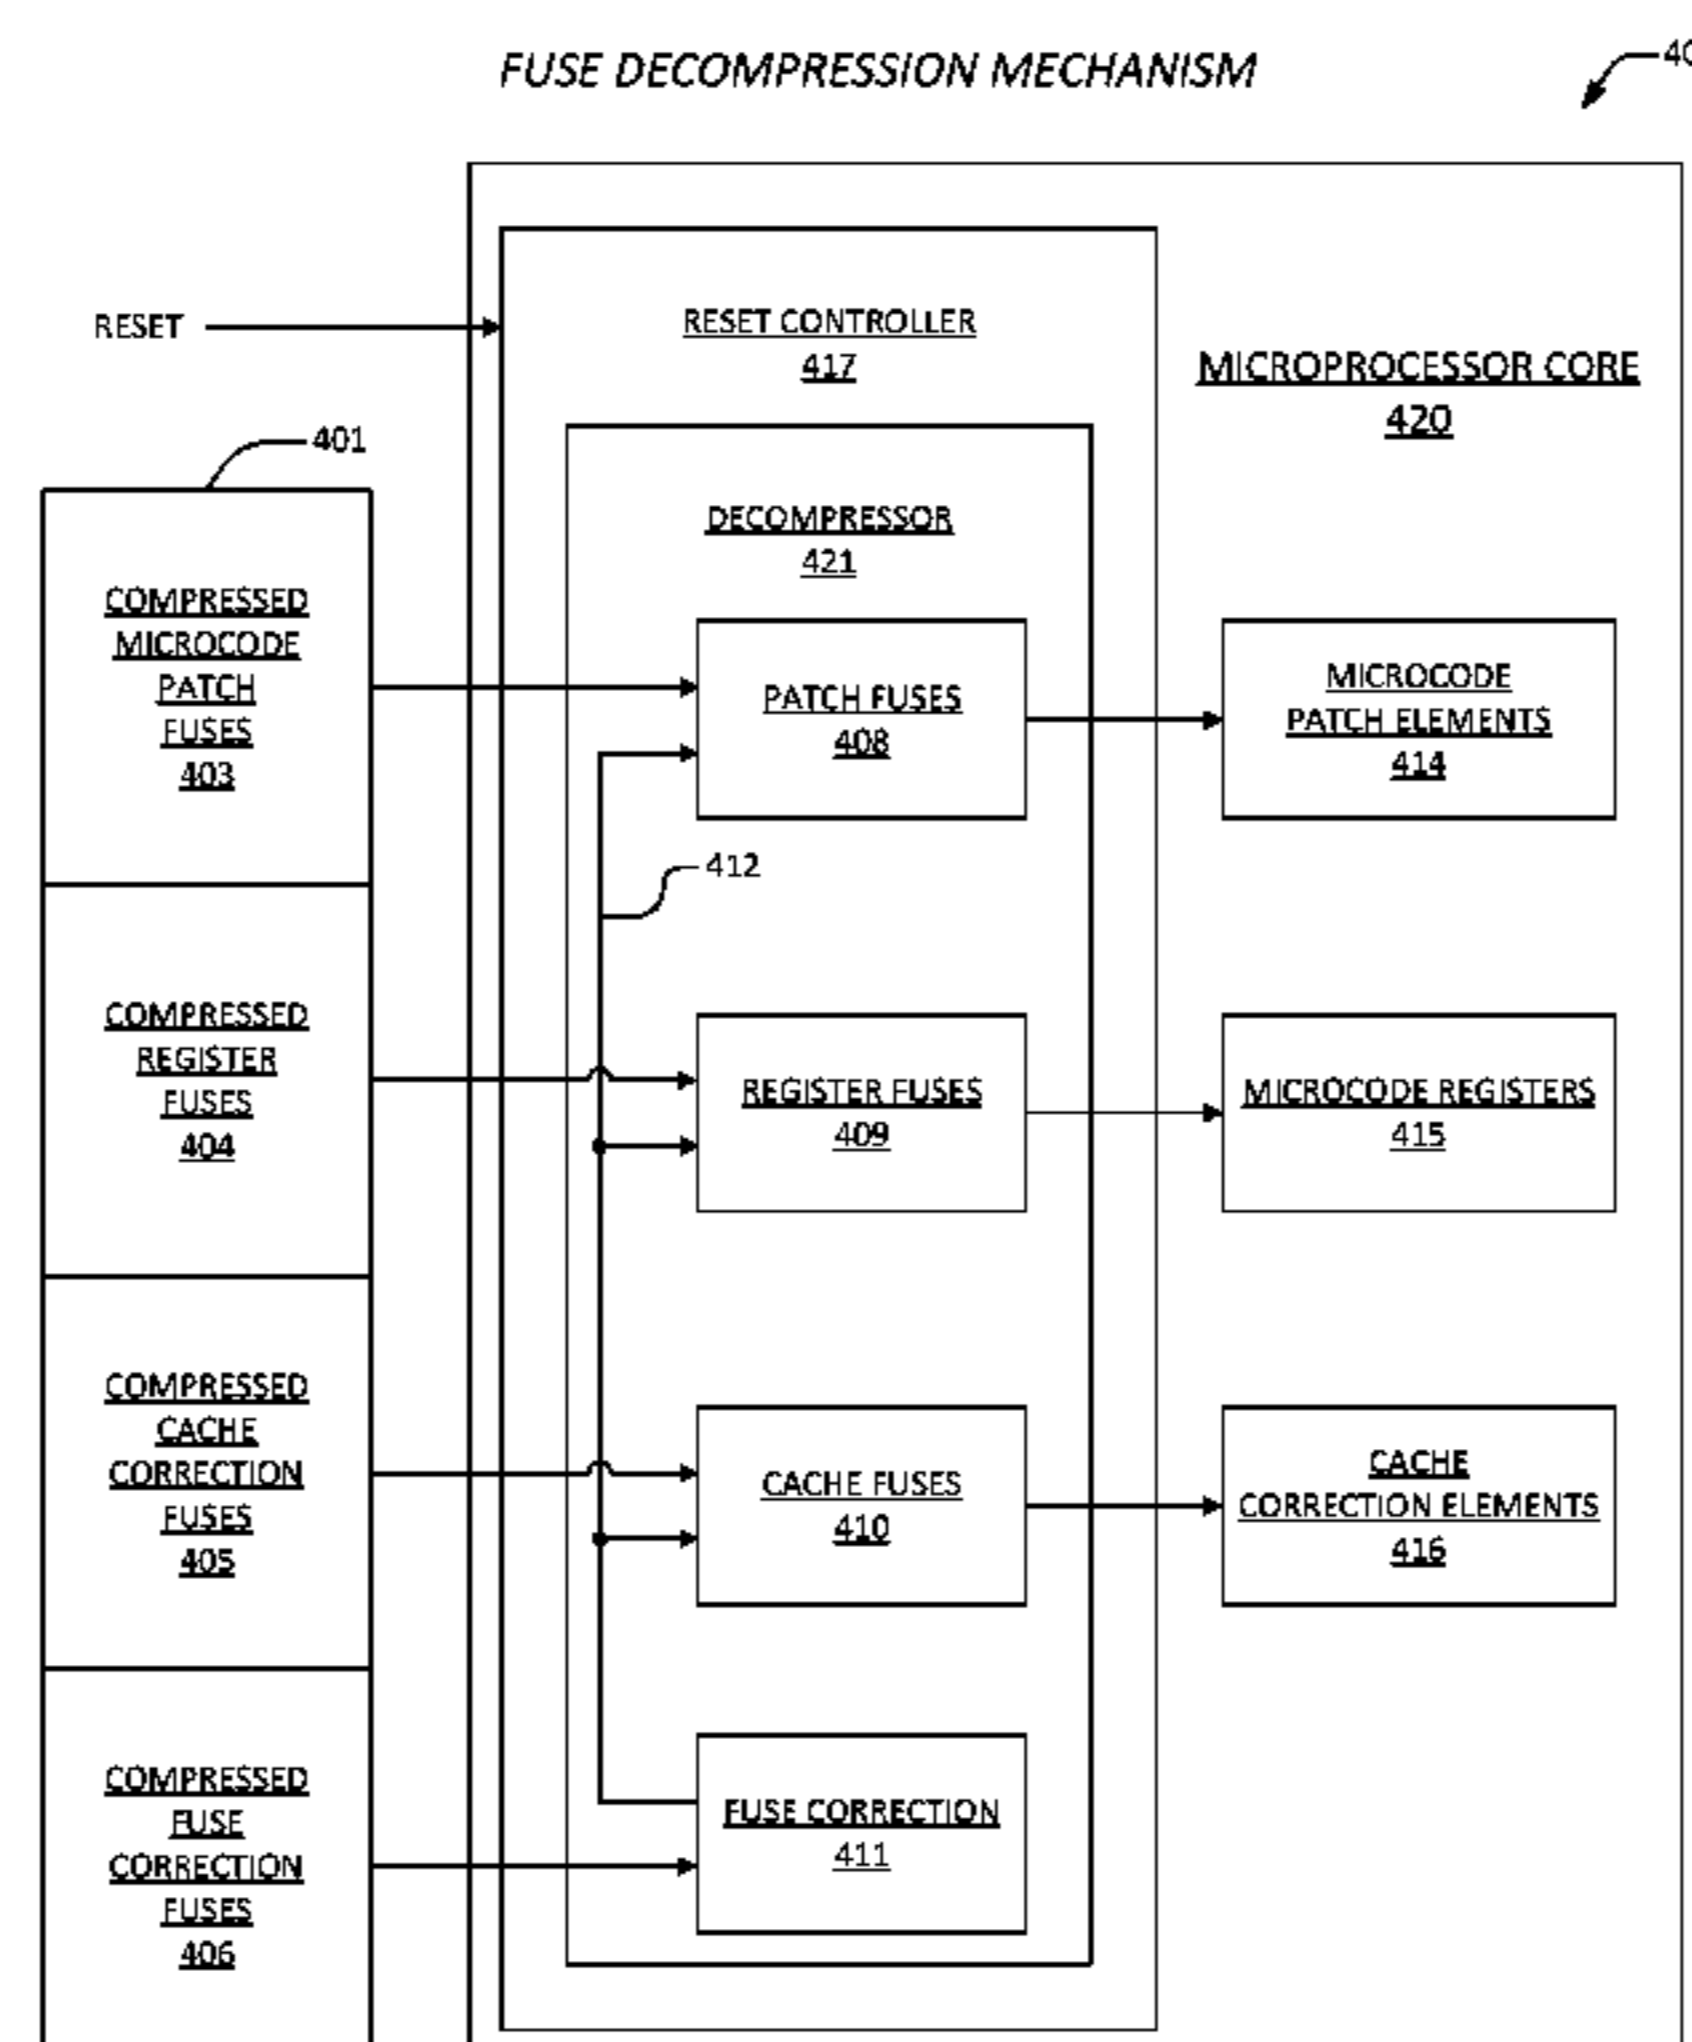 FUSE DECOMPRESSION MECHANISM
RESET
RESET CONTROLLER
417
MICROPROCESSOR CORE
420
401
DECOMPRESSOR
421
COMPRESSED
MICROCODE
PATCH
FUSES
403
PATCH FUSES
408
MICROCODE
PATCH ELEMENTS
414
412
COMPRESSED
REGISTER
FUSES
404
REGISTER FUSES
409
MICROCODE REGISTERS
415
COMPRESSED
CACHE
CORRECTION
FUSES
405
CACHE FUSES
410
CACHE
CORRECTION ELEMENTS
416
COMPRESSED
FUSE
CORRECTION
FUSES
406
FUSE CORRECTION
411